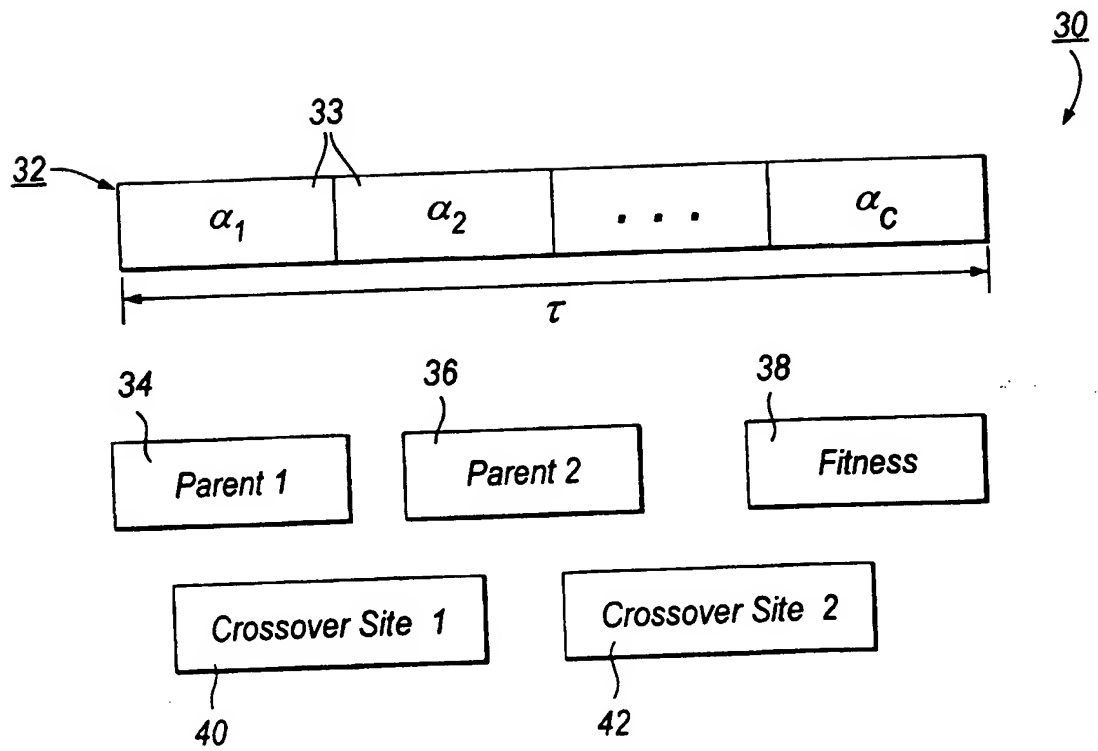 30
33
32
α1 α2 . . . αC
τ
34 36 38
Parent 1 Parent 2 Fitness
Crossover Site 1 Crossover Site 2
40 42